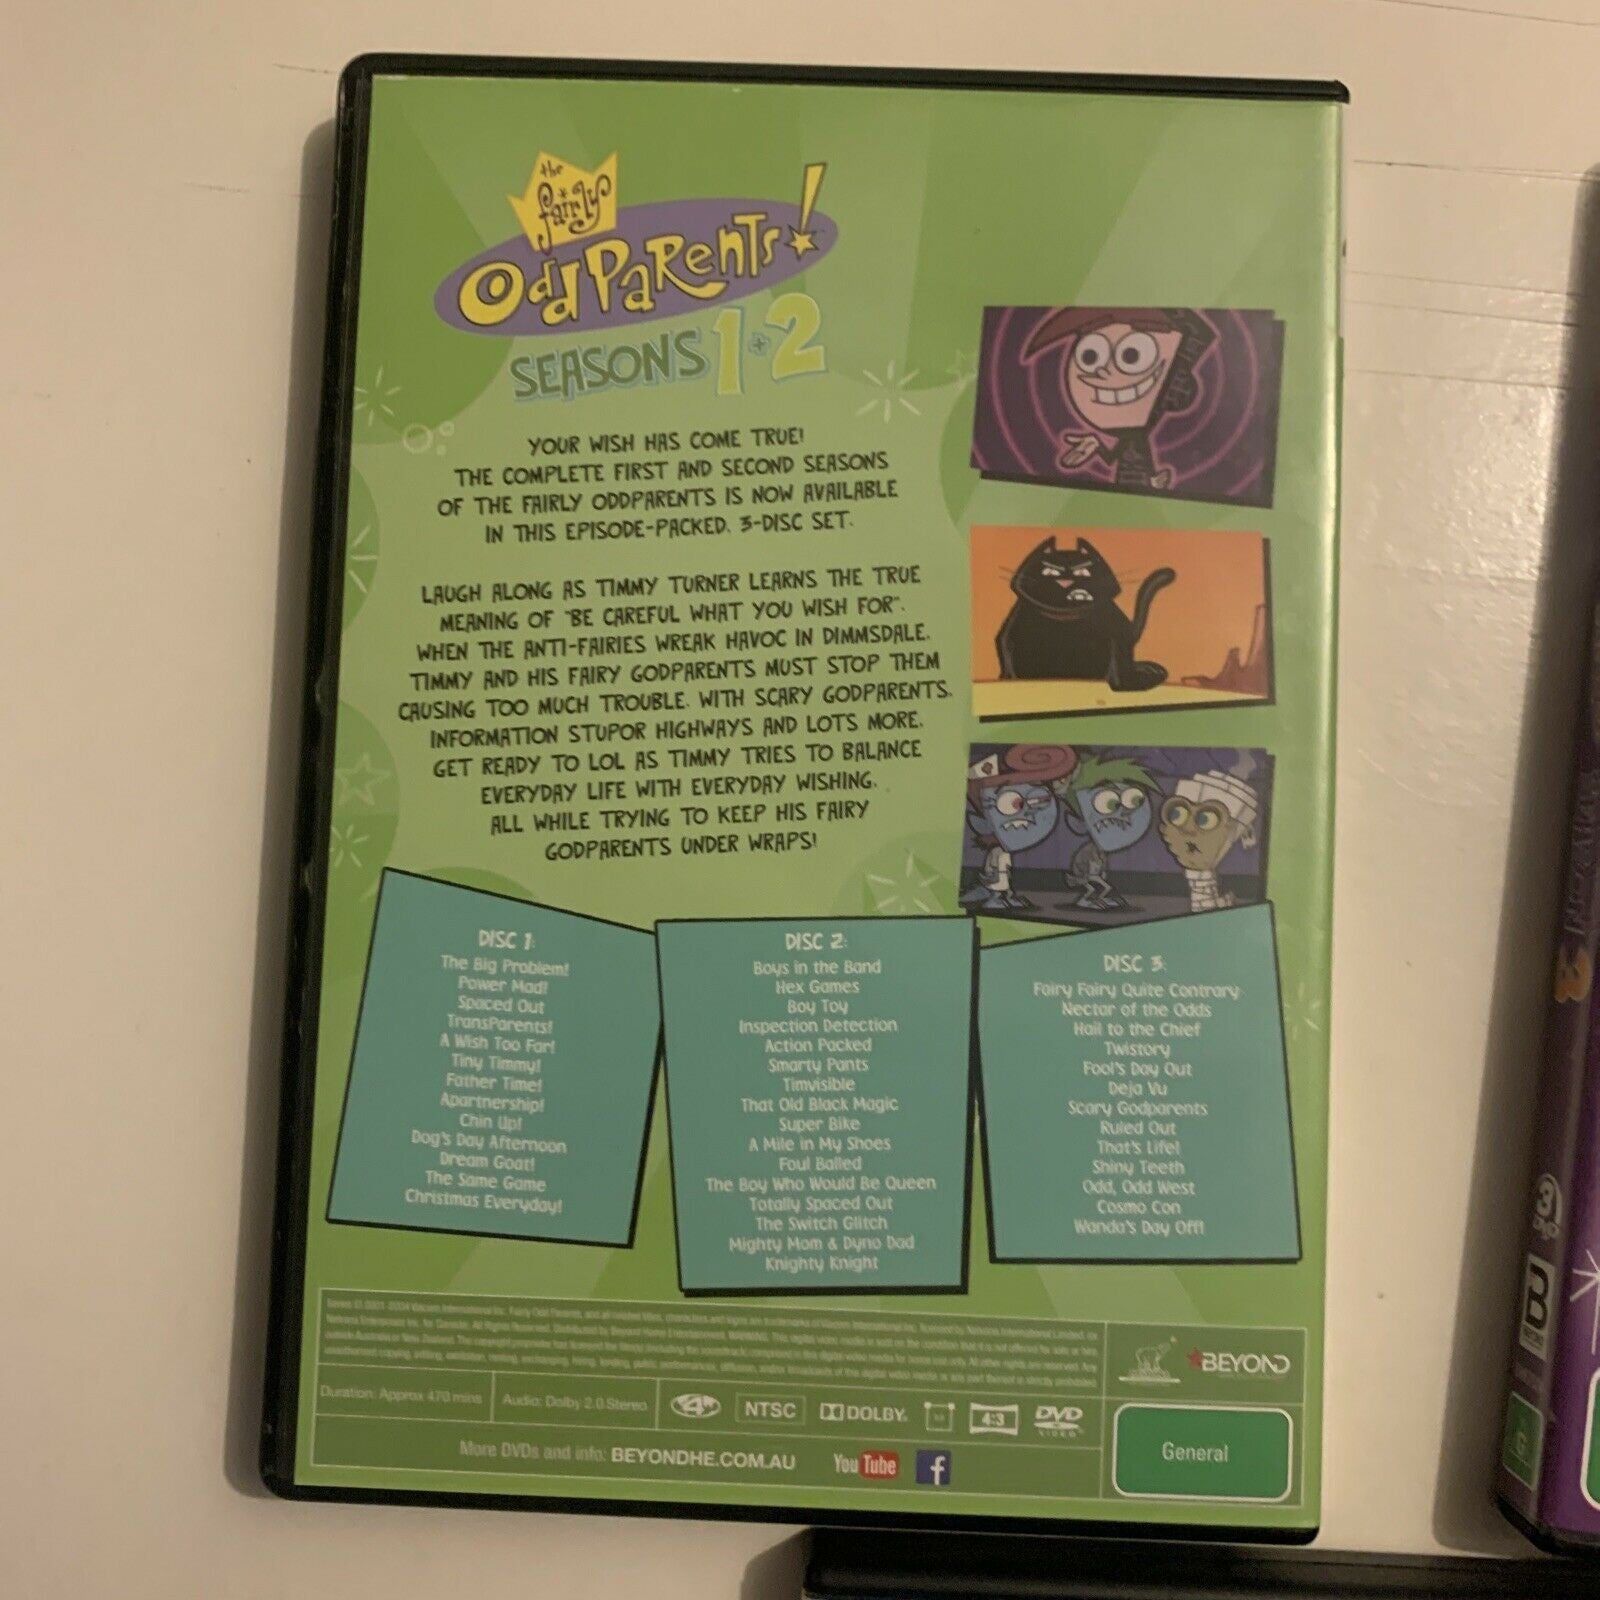 the
fairly
OddParents!
SEASONS 1+2
YOUR WISH HAS COME TRUE!
THE COMPLETE FIRST AND SECOND SEASONS
OF THE FAIRLY ODDPARENTS IS NOW AVAILABLE
IN THIS EPISODE-PACKED, 3-DISC SET.
LAUGH ALONG AS TIMMY TURNER LEARNS THE TRUE
MEANING OF "BE CAREFUL WHAT YOU WISH FOR".
WHEN THE ANTI-FAIRIES WREAK HAVOC IN DIMMSDALE,
TIMMY AND HIS FAIRY GODPARENTS MUST STOP THEM
CAUSING TOO MUCH TROUBLE. WITH SCARY GODPARENTS,
INFORMATION STUPOR HIGHWAYS AND LOTS MORE,
GET READY TO LOL AS TIMMY TRIES TO BALANCE
EVERYDAY LIFE WITH EVERYDAY WISHING,
ALL WHILE TRYING TO KEEP HIS FAIRY
GODPARENTS UNDER WRAPS!
DISC 1:
The Big Problem!
Power Mad!
Spaced Out
TransParents!
A Wish Too Far!
Tiny Timmy!
Father Time!
Apartnership!
Chin Up!
Dog's Day Afternoon
Dream Goat!
The Same Game
Christmas Everyday!
DISC 2:
Boys in the Band
Hex Games
Boy Toy
Inspection Detection
Action Packed
Smarty Pants
Timvisible
That Old Black Magic
Super Bike
A Mile in My Shoes
Foul Balled
The Boy Who Would Be Queen
Totally Spaced Out
The Switch Glitch
Mighty Mom & Dyno Dad
Knighty Knight
DISC 3:
Fairy Fairy Quite Contrary
Nectar of the Odds
Hail to the Chief
Twistory
Fool's Day Out
Deja Vu
Scary Godparents
Ruled Out
That's Life!
Shiny Teeth
Odd, Odd West
Cosmo Con
Wanda's Day Off!
BEYOND
Duration: Approx 470 mins
Audio: Dolby 2.0 Stereo
4
NTSC
DOLBY
4:3
DVD
VIDEO
General
More DVDs and info: BEYONDHE.COM.AU
YouTube
f
3
G